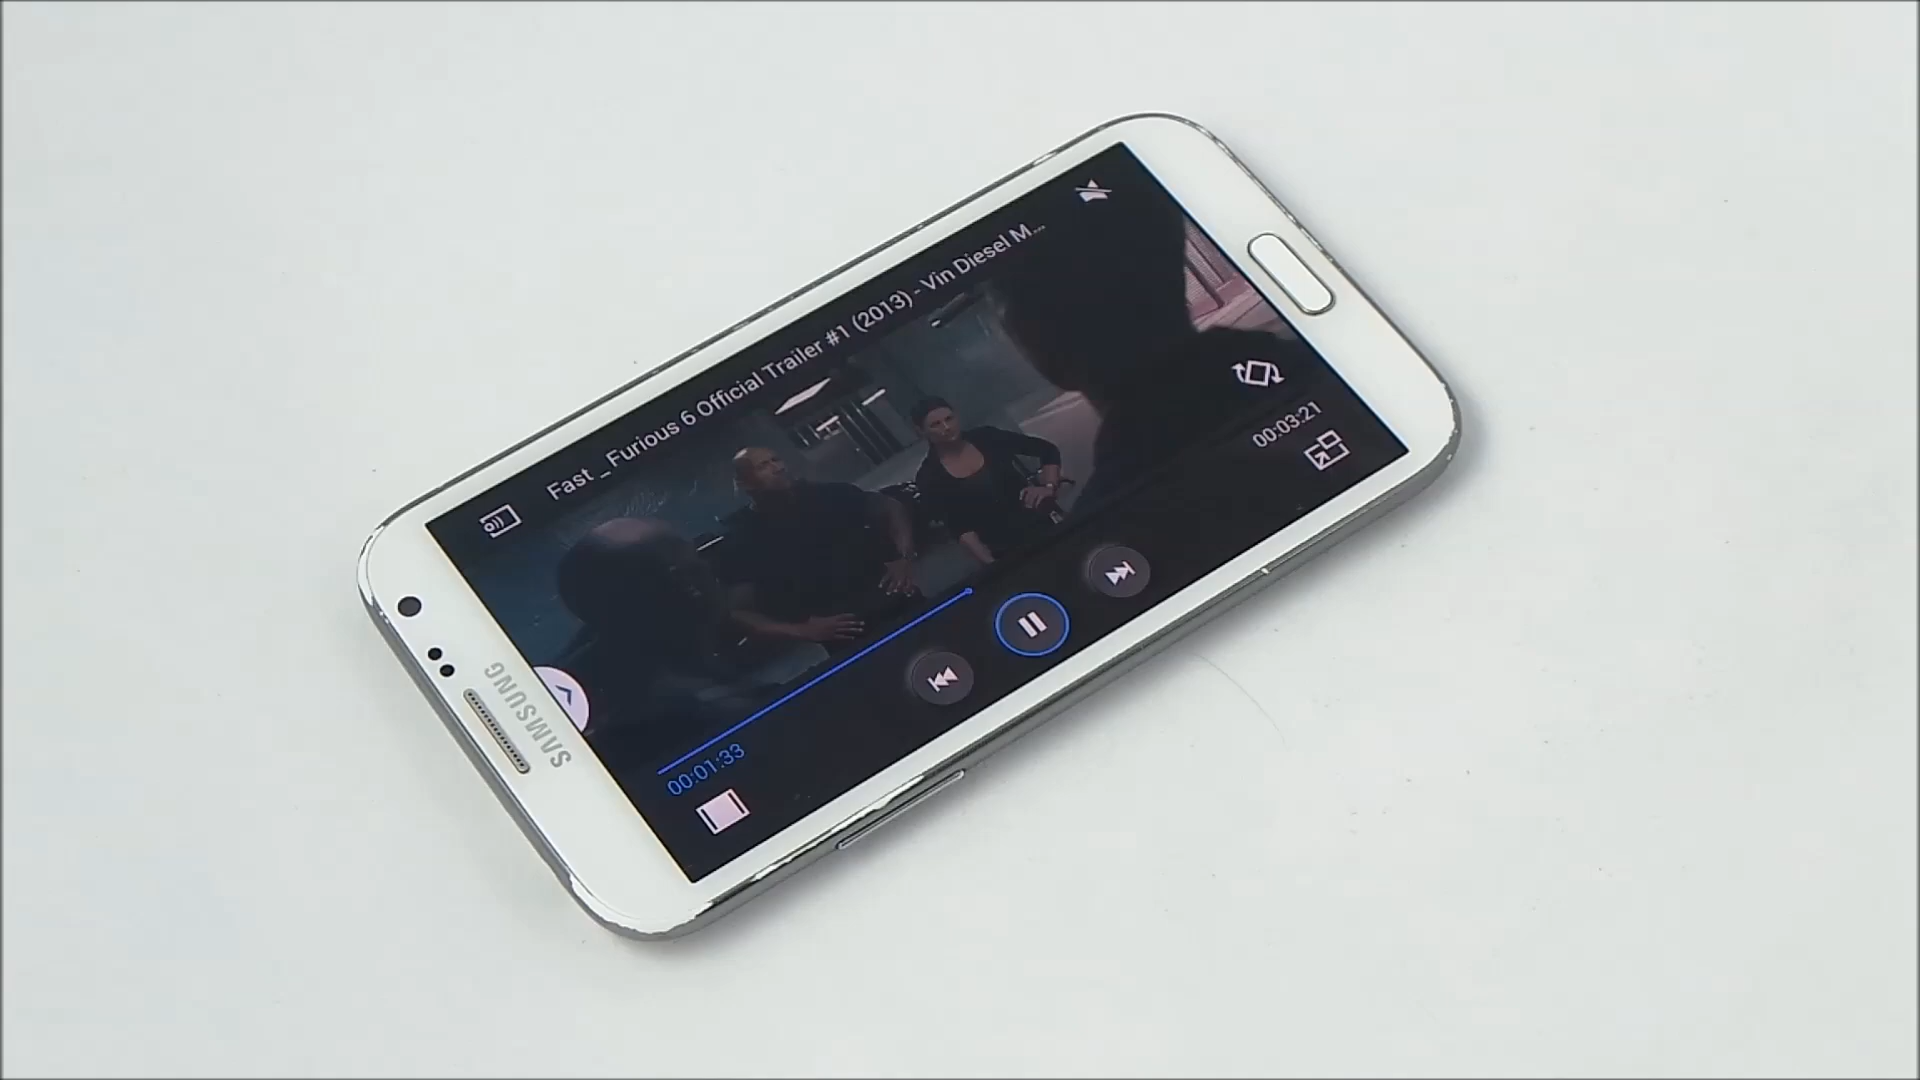 Fast _ Furious 6 Official Trailer #1 (2013) - Vin Diesel M...
00:03:21
00:01:33
SAMSUNG